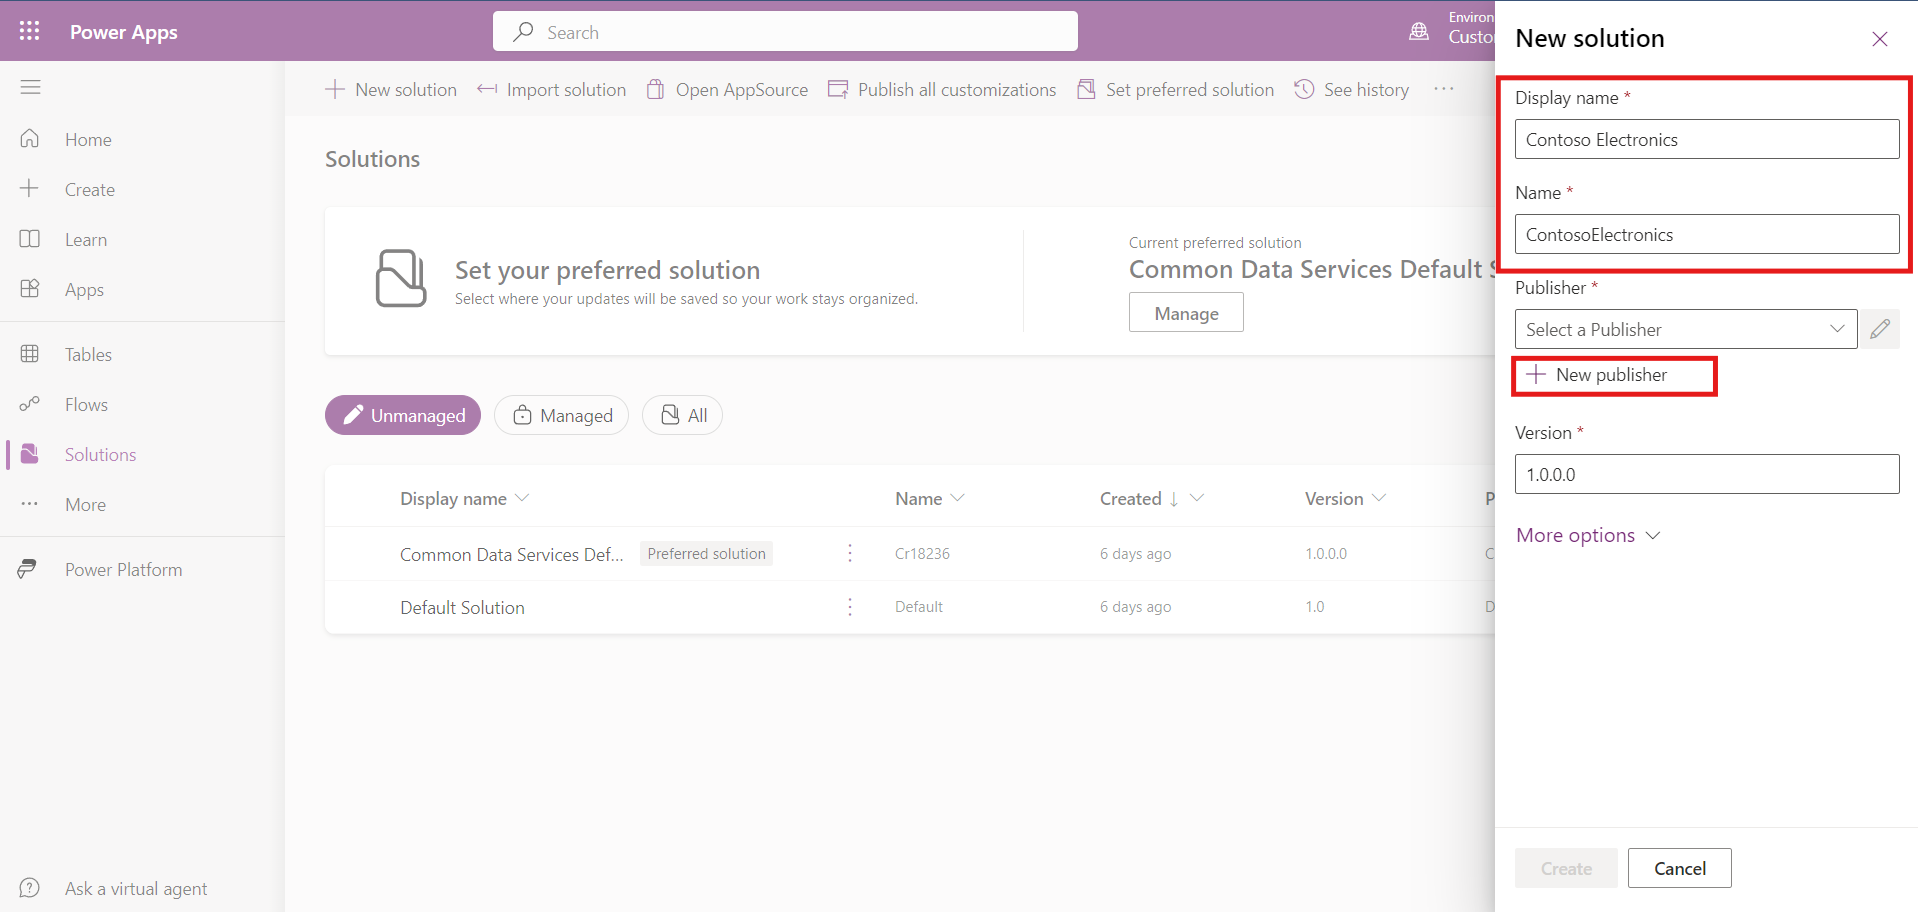 Power Apps
Search
Environ
Custo
Home
Create
Learn
Apps
Tables
Flows
Solutions
More
Power Platform
Ask a virtual agent
New solution
Import solution
Open AppSource
Publish all customizations
Set preferred solution
See history
Solutions
Set your preferred solution
Select where your updates will be saved so your work stays organized.
Current preferred solution
Common Data Services Default S
Manage
Unmanaged
Managed
All
Display name Name Created Version P
Common Data Services Def... Preferred solution Cr18236 6 days ago 1.0.0.0 C
Default Solution Default 6 days ago 1.0 D
New solution
Display name *
Contoso Electronics
Name *
ContosoElectronics
Publisher *
Select a Publisher
New publisher
Version *
1.0.0.0
More options
Create
Cancel